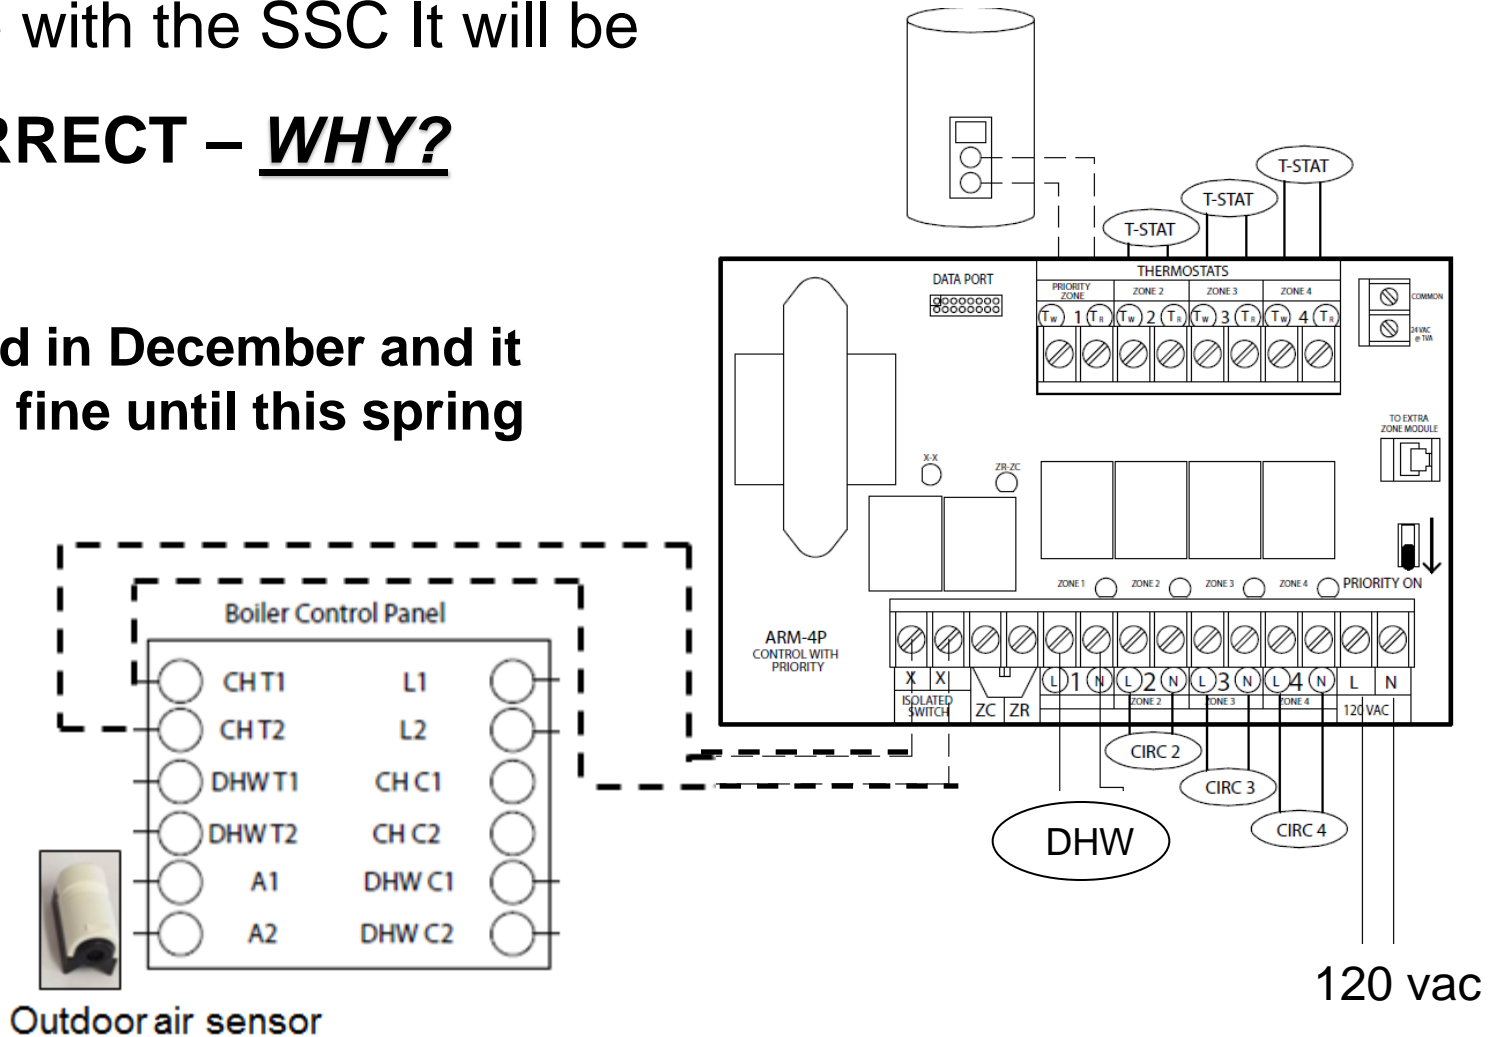 with the SSC It will be
RRECT – WHY?
d in December and it
fine until this spring
T-STAT
T-STAT
T-STAT
DATA PORT
THERMOSTATS
PRIORITY ZONE
ZONE 2
ZONE 3
ZONE 4
TW 1 TR TW 2 TR TW 3 TR TW 4 TR
COMMON
24 VAC
@ TVA
TO EXTRA
ZONE MODULE
X-X
ZR-ZC
ZONE 1
ZONE 2
ZONE 3
ZONE 4
PRIORITY ON
ARM-4P
CONTROL WITH
PRIORITY
X X
ISOLATED
SWITCH
ZC ZR
L 1 N L 2 N L 3 N L 4 N L N
ZONE 2
ZONE 3
ZONE 4
120 VAC
CIRC 2
CIRC 3
CIRC 4
DHW
120 vac
Boiler Control Panel
CH T1 L1
CH T2 L2
DHW T1 CH C1
DHW T2 CH C2
A1 DHW C1
A2 DHW C2
Outdoor air sensor